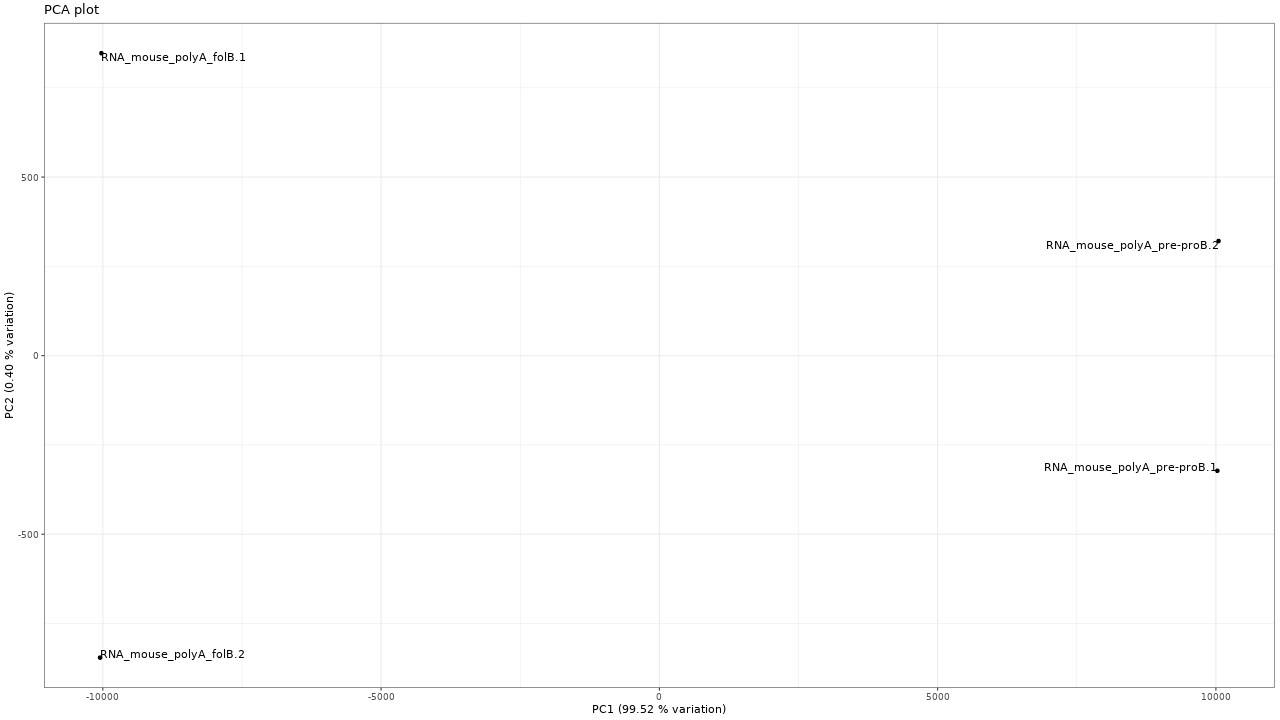 PCA plot
RNA_mouse_polyA_folB.1
500
RNA_mouse_polyA_pre-proB.2
0
PC2 (0.40 % variation)
RNA_mouse_polyA_pre-proB.1
-500
RNA_mouse_polyA_folB.2
-10000
-5000
0
5000
10000
PC1 (99.52 % variation)